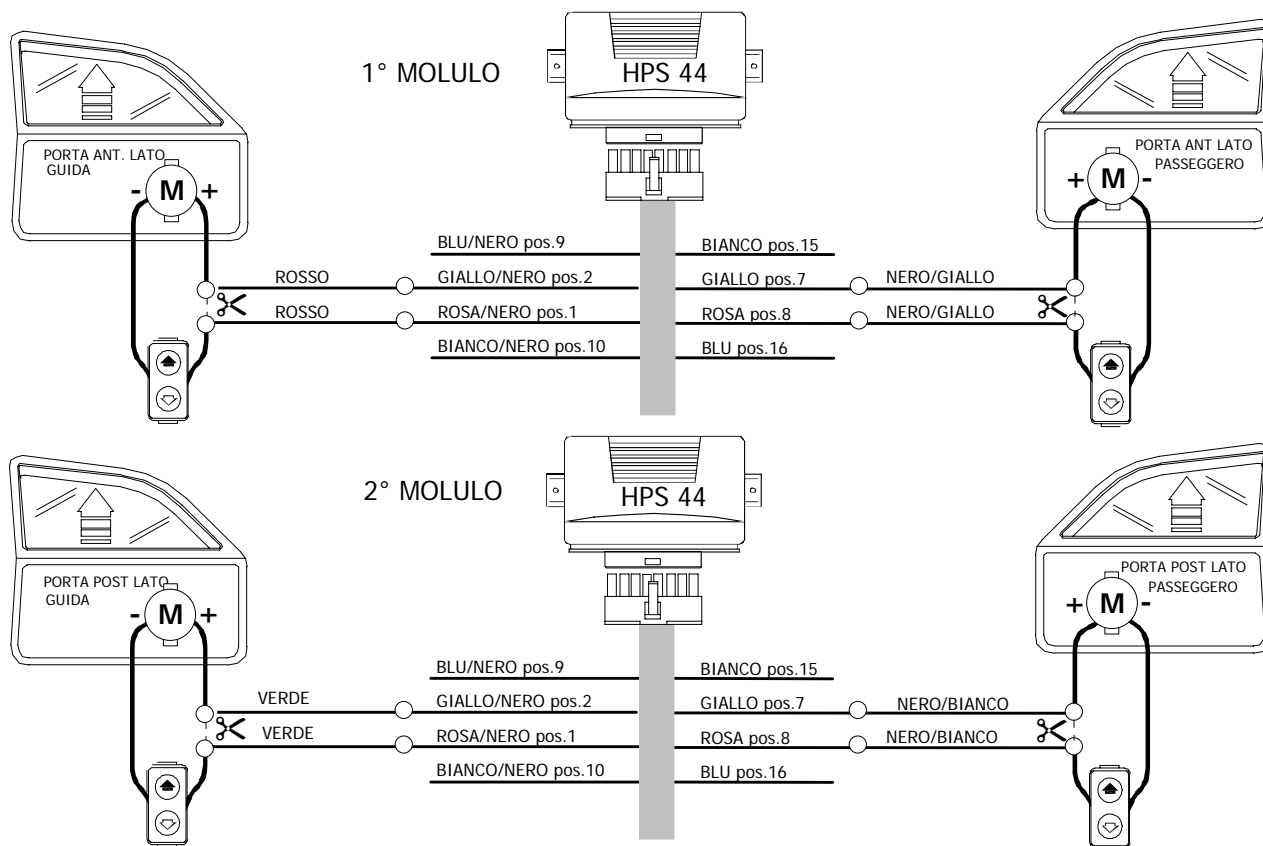 1° MOLULO
HPS 44
PORTA ANT. LATO
GUIDA
- M +
PORTA ANT LATO
PASSEGGERO
+ M -
BLU/NERO pos.9
BIANCO pos.15
ROSSO
GIALLO/NERO pos.2
GIALLO pos.7
NERO/GIALLO
ROSSO
ROSA/NERO pos.1
ROSA pos.8
NERO/GIALLO
BIANCO/NERO pos.10
BLU pos.16
2° MOLULO
HPS 44
PORTA POST LATO
GUIDA
- M +
PORTA POST LATO
PASSEGGERO
+ M -
BLU/NERO pos.9
BIANCO pos.15
VERDE
GIALLO/NERO pos.2
GIALLO pos.7
NERO/BIANCO
VERDE
ROSA/NERO pos.1
ROSA pos.8
NERO/BIANCO
BIANCO/NERO pos.10
BLU pos.16